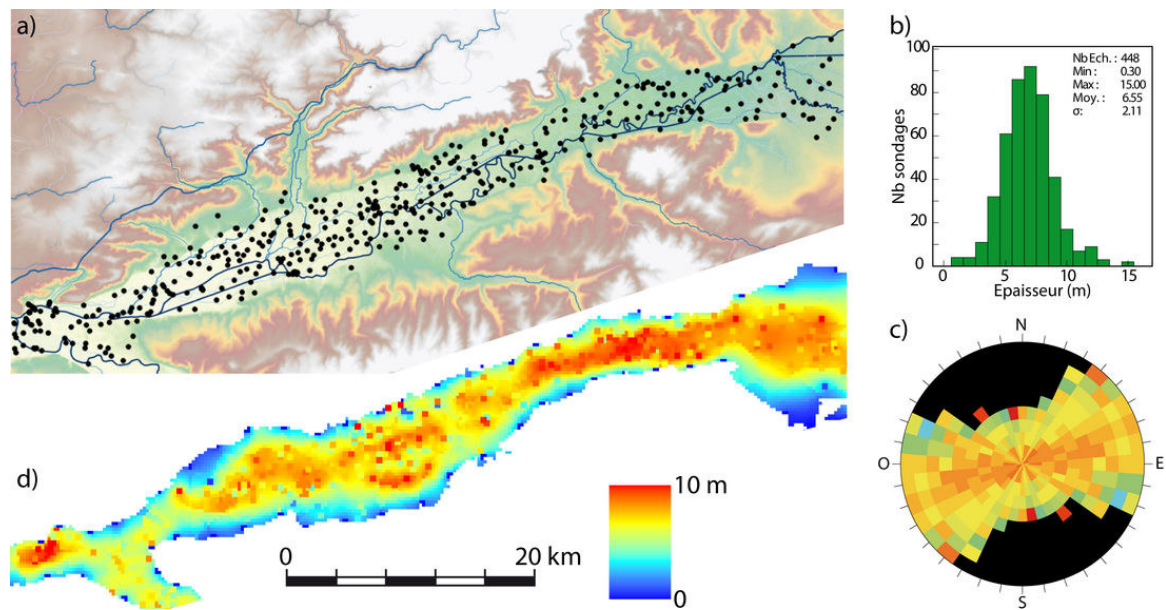 a)
b)
100
80
60
40
20
0
Nb sondages
Nb Ech. : 448
Min : 0.30
Max : 15.00
Moy. : 6.55
σ: 2.11
0 5 10 15
Epaisseur (m)
c)
N
O E
S
d)
0 20 km
10 m
0